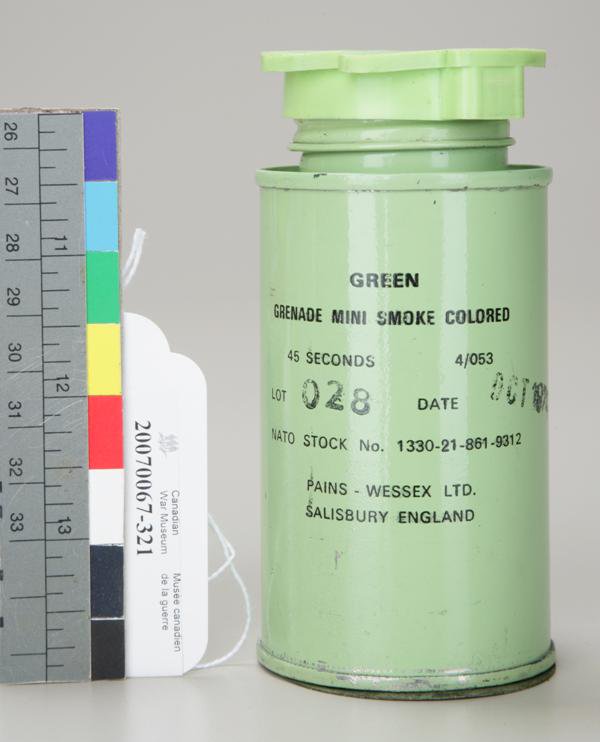 GREEN
GRENADE MINI SMOKE COLORED
45 SECONDS 4/053
LOT 028 DATE OCT
NATO STOCK No. 1330-21-861-9312
PAINS - WESSEX LTD.
SALISBURY ENGLAND
20070067-321
Canadian
War Museum
Musée canadien
de la guerre
26
27
28
29
30
31
32
33
11
12
13